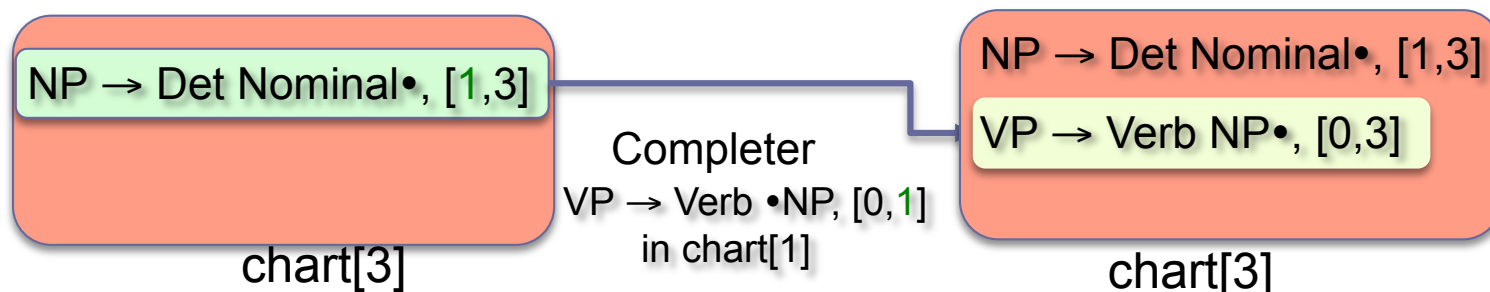 NP → Det Nominal•, [1,3]
chart[3]
Completer
VP → Verb •NP, [0,1]
in chart[1]
NP → Det Nominal•, [1,3]
VP → Verb NP•, [0,3]
chart[3]